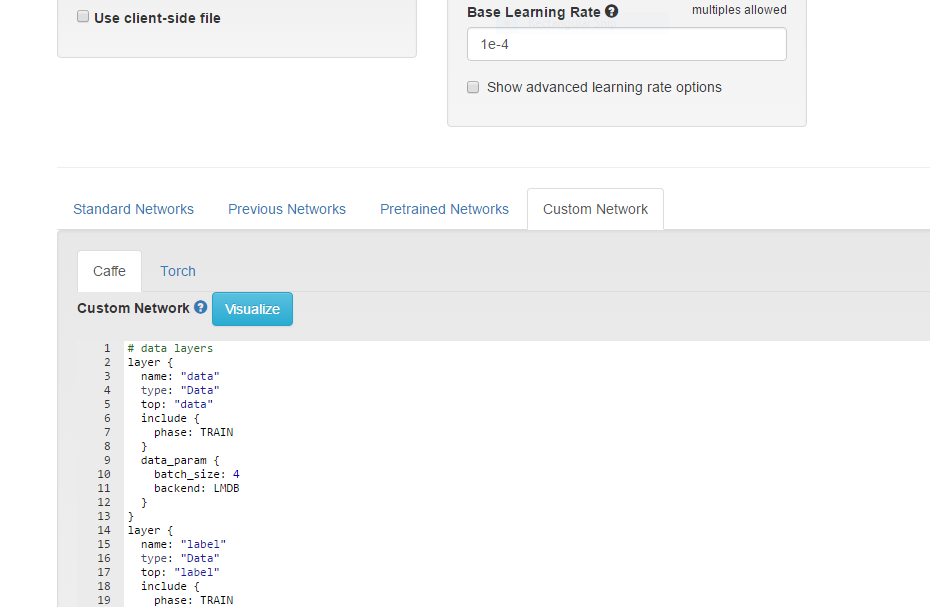 Use client-side file
Base Learning Rate
multiples allowed
1e-4
Show advanced learning rate options
Standard Networks
Previous Networks
Pretrained Networks
Custom Network
Caffe
Torch
Custom Network
Visualize
1 # data layers
2 layer {
3   name: "data"
4   type: "Data"
5   top: "data"
6   include {
7     phase: TRAIN
8   }
9   data_param {
10     batch_size: 4
11     backend: LMDB
12   }
13 }
14 layer {
15   name: "label"
16   type: "Data"
17   top: "label"
18   include {
19     phase: TRAIN